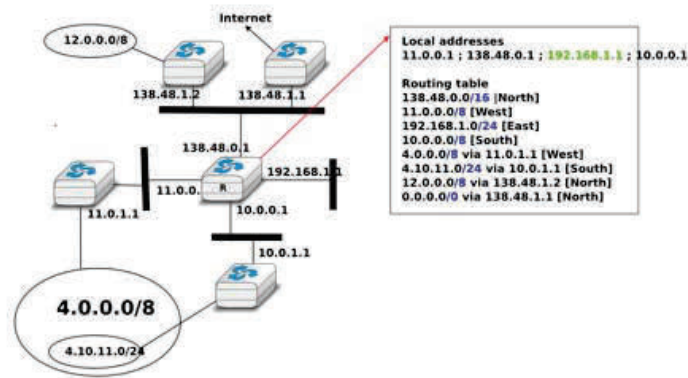 Internet
12.0.0.0/8
138.48.1.2
138.48.1.1
138.48.0.1
192.168.1.1
11.0.0.
R
11.0.1.1
10.0.0.1
10.0.1.1
4.0.0.0/8
4.10.11.0/24
Local addresses
11.0.0.1 ; 138.48.0.1 ; 192.168.1.1 ; 10.0.0.1
Routing table
138.48.0.0/16 [North]
11.0.0.0/8 [West]
192.168.1.0/24 [East]
10.0.0.0/8 [South]
4.0.0.0/8 via 11.0.1.1 [West]
4.10.11.0/24 via 10.0.1.1 [South]
12.0.0.0/8 via 138.48.1.2 [North]
0.0.0.0/0 via 138.48.1.1 [North]